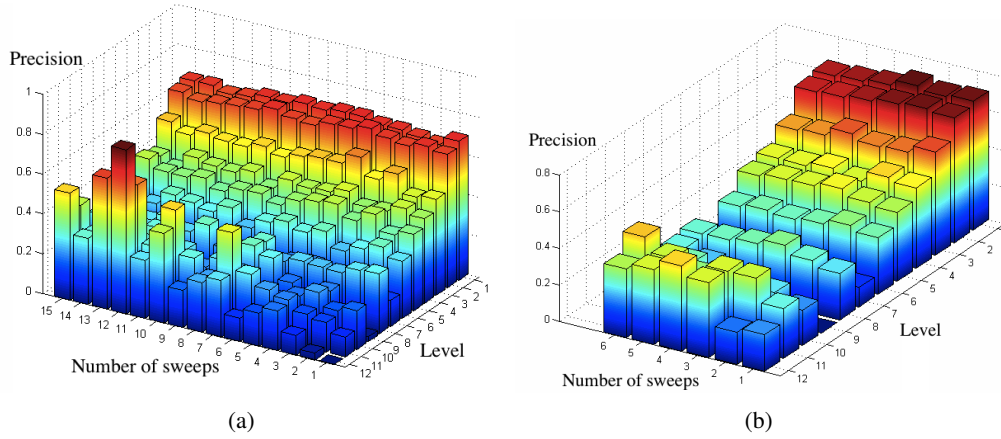 Precision
1
0.8
0.6
0.4
0.2
0
15 14 13 12 11 10 9 8 7 6 5 4 3 2 1
Number of sweeps
12 11 10 9 8 7 6 5 4 3 2 1
Level
(a)
Precision
0.8
0.8
0.6
0.4
0.2
0
6 5 4 3 2 1
Number of sweeps
12 11 10 9 8 7 6 5 4 3 2
Level
(b)